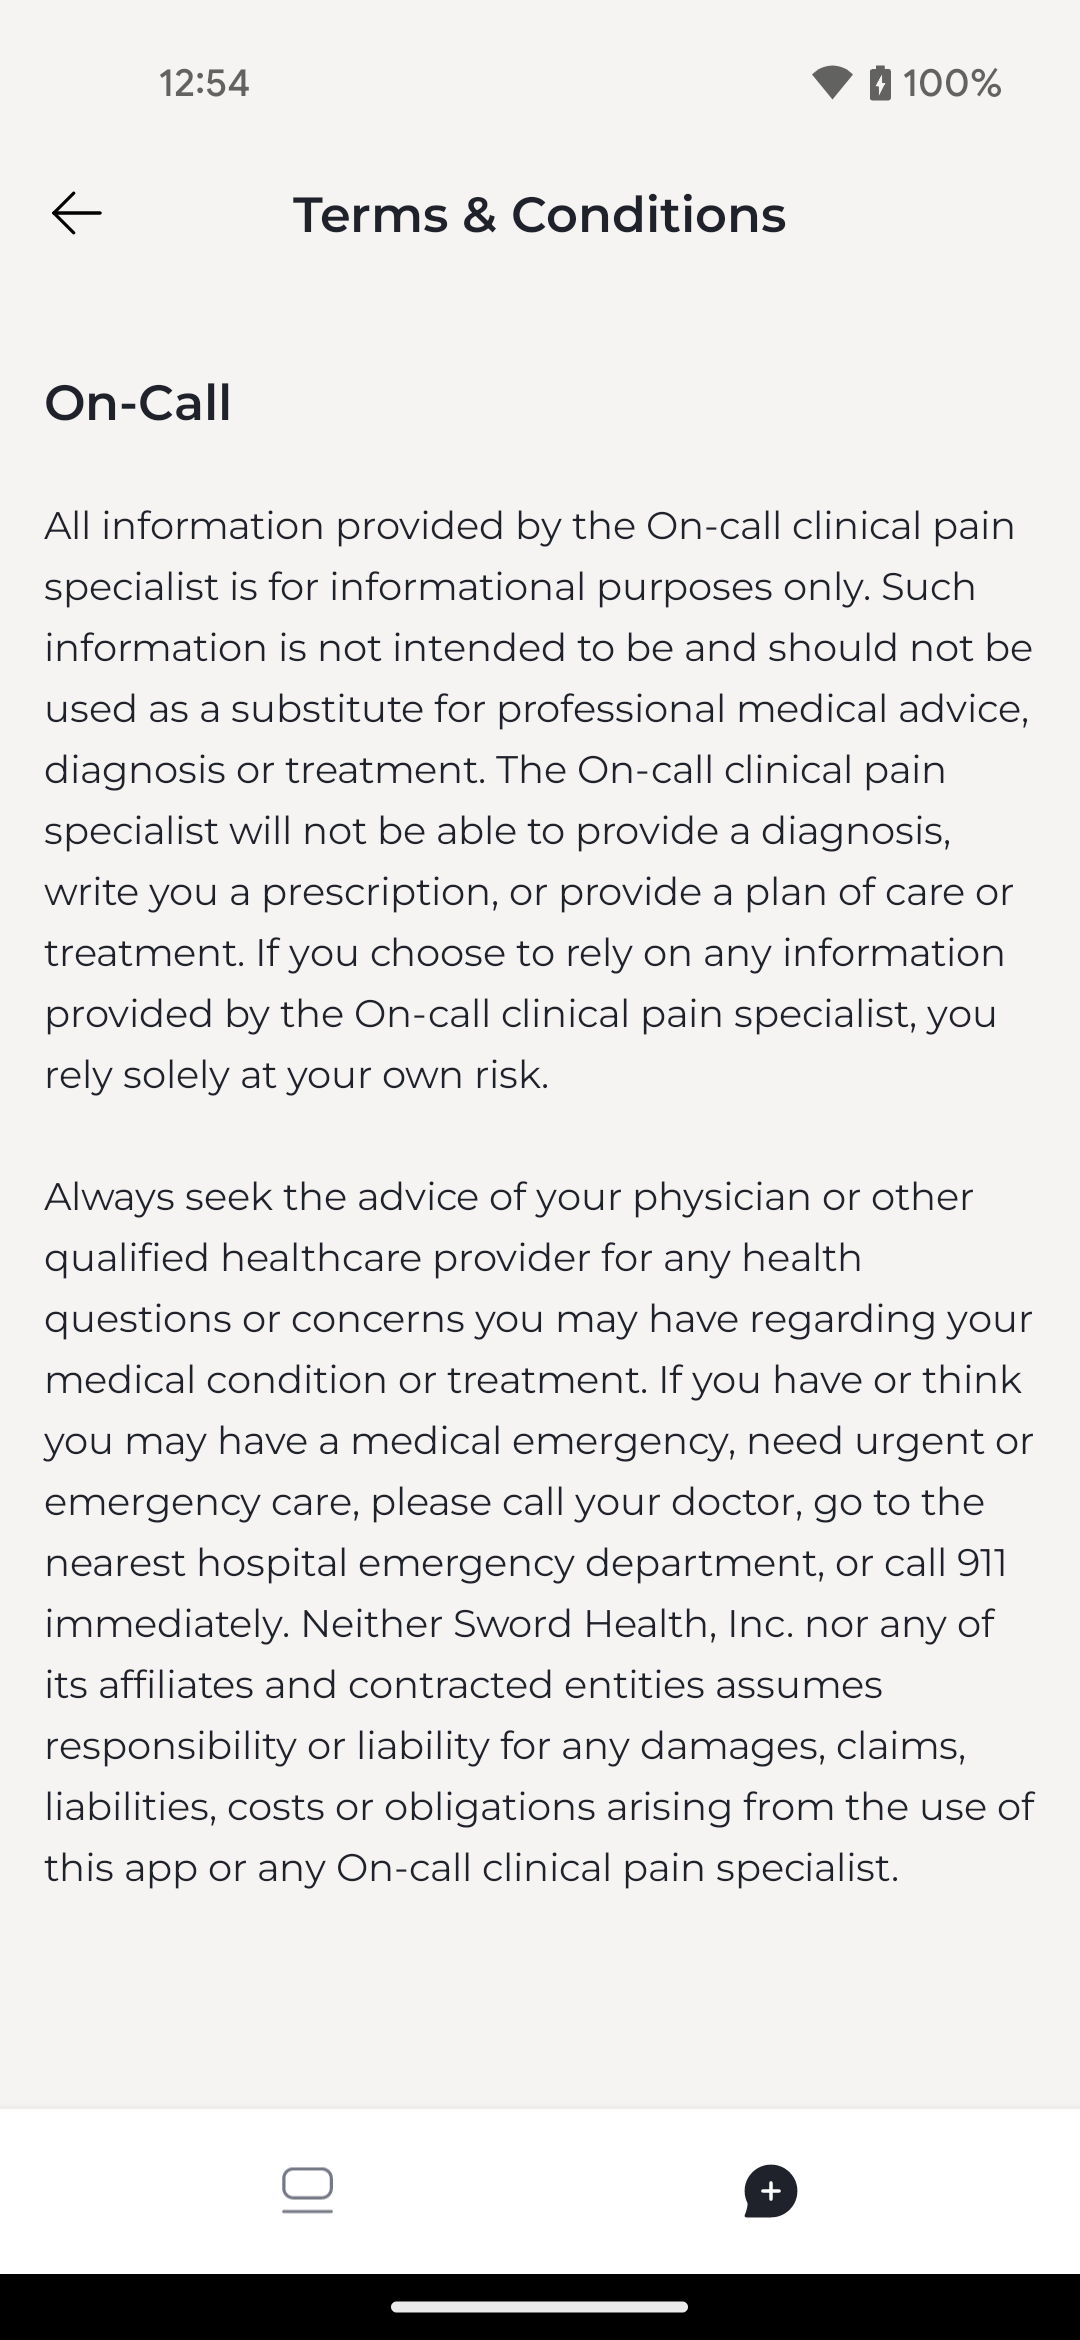 12:54
100%
Terms & Conditions
On-Call
All information provided by the On-call clinical pain
specialist is for informational purposes only. Such
information is not intended to be and should not be
used as a substitute for professional medical advice,
diagnosis or treatment. The On-call clinical pain
specialist will not be able to provide a diagnosis,
write you a prescription, or provide a plan of care or
treatment. If you choose to rely on any information
provided by the On-call clinical pain specialist, you
rely solely at your own risk.
Always seek the advice of your physician or other
qualified healthcare provider for any health
questions or concerns you may have regarding your
medical condition or treatment. If you have or think
you may have a medical emergency, need urgent or
emergency care, please call your doctor, go to the
nearest hospital emergency department, or call 911
immediately. Neither Sword Health, Inc. nor any of
its affiliates and contracted entities assumes
responsibility or liability for any damages, claims,
liabilities, costs or obligations arising from the use of
this app or any On-call clinical pain specialist.